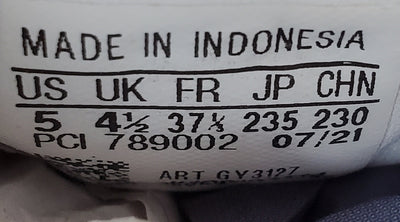 MADE IN INDONESIA
US UK FR JP CHN
5 4½ 37⅓ 235 230
PCI 789002 07/21
ART GY3127